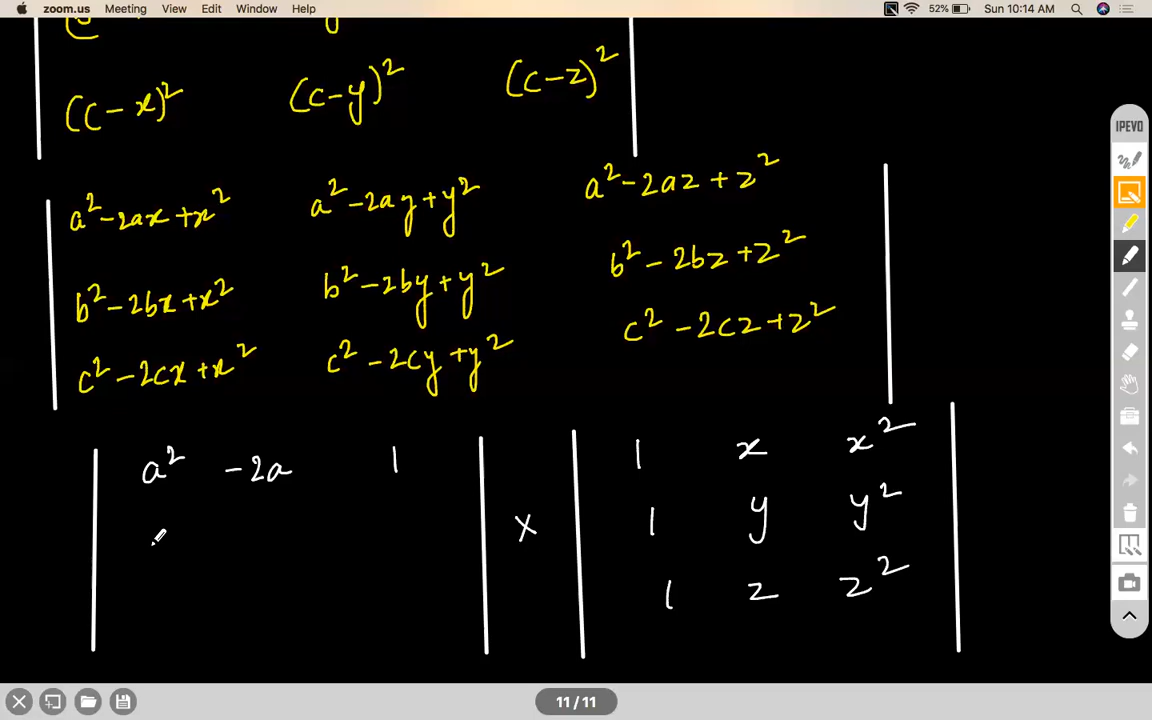 zoom.us Meeting View Edit Window Help 52% Sun 10:14 AM
(c-x)² (c-y)² (c-z)²
IPEVO
a²-2ax+x² a²-2ay+y² a²-2az+z²
b²-2bx+x² b²-2by+y² b²-2bz+z²
c²-2cx+x² c²-2cy+y² c²-2cz+z²
a² -2a 1 × 1 x x²
1 y y²
1 z z²
11/11